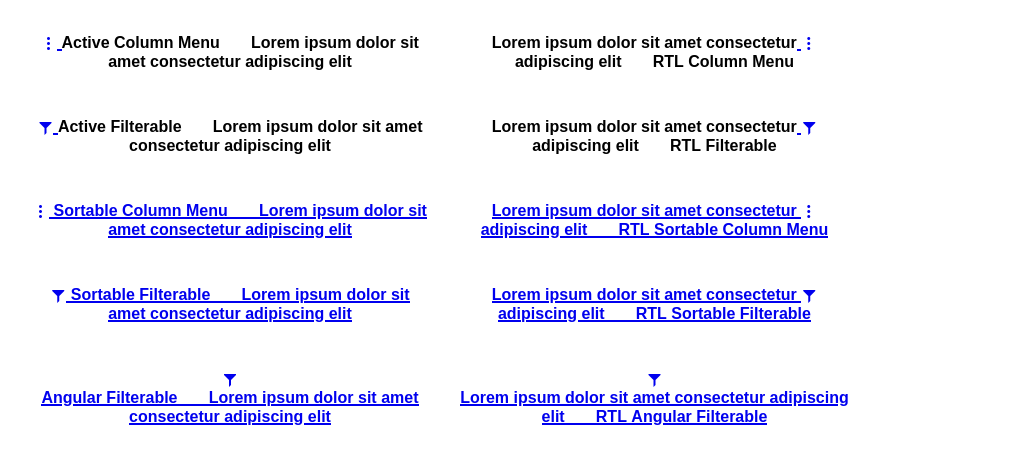 Active Column Menu Lorem ipsum dolor sit
amet consectetur adipiscing elit
Lorem ipsum dolor sit amet consectetur
adipiscing elit RTL Column Menu
Active Filterable Lorem ipsum dolor sit amet
consectetur adipiscing elit
Lorem ipsum dolor sit amet consectetur
adipiscing elit RTL Filterable
Sortable Column Menu Lorem ipsum dolor sit
amet consectetur adipiscing elit
Lorem ipsum dolor sit amet consectetur
adipiscing elit RTL Sortable Column Menu
Sortable Filterable Lorem ipsum dolor sit
amet consectetur adipiscing elit
Lorem ipsum dolor sit amet consectetur
adipiscing elit RTL Sortable Filterable
Angular Filterable Lorem ipsum dolor sit amet
consectetur adipiscing elit
Lorem ipsum dolor sit amet consectetur adipiscing
elit RTL Angular Filterable